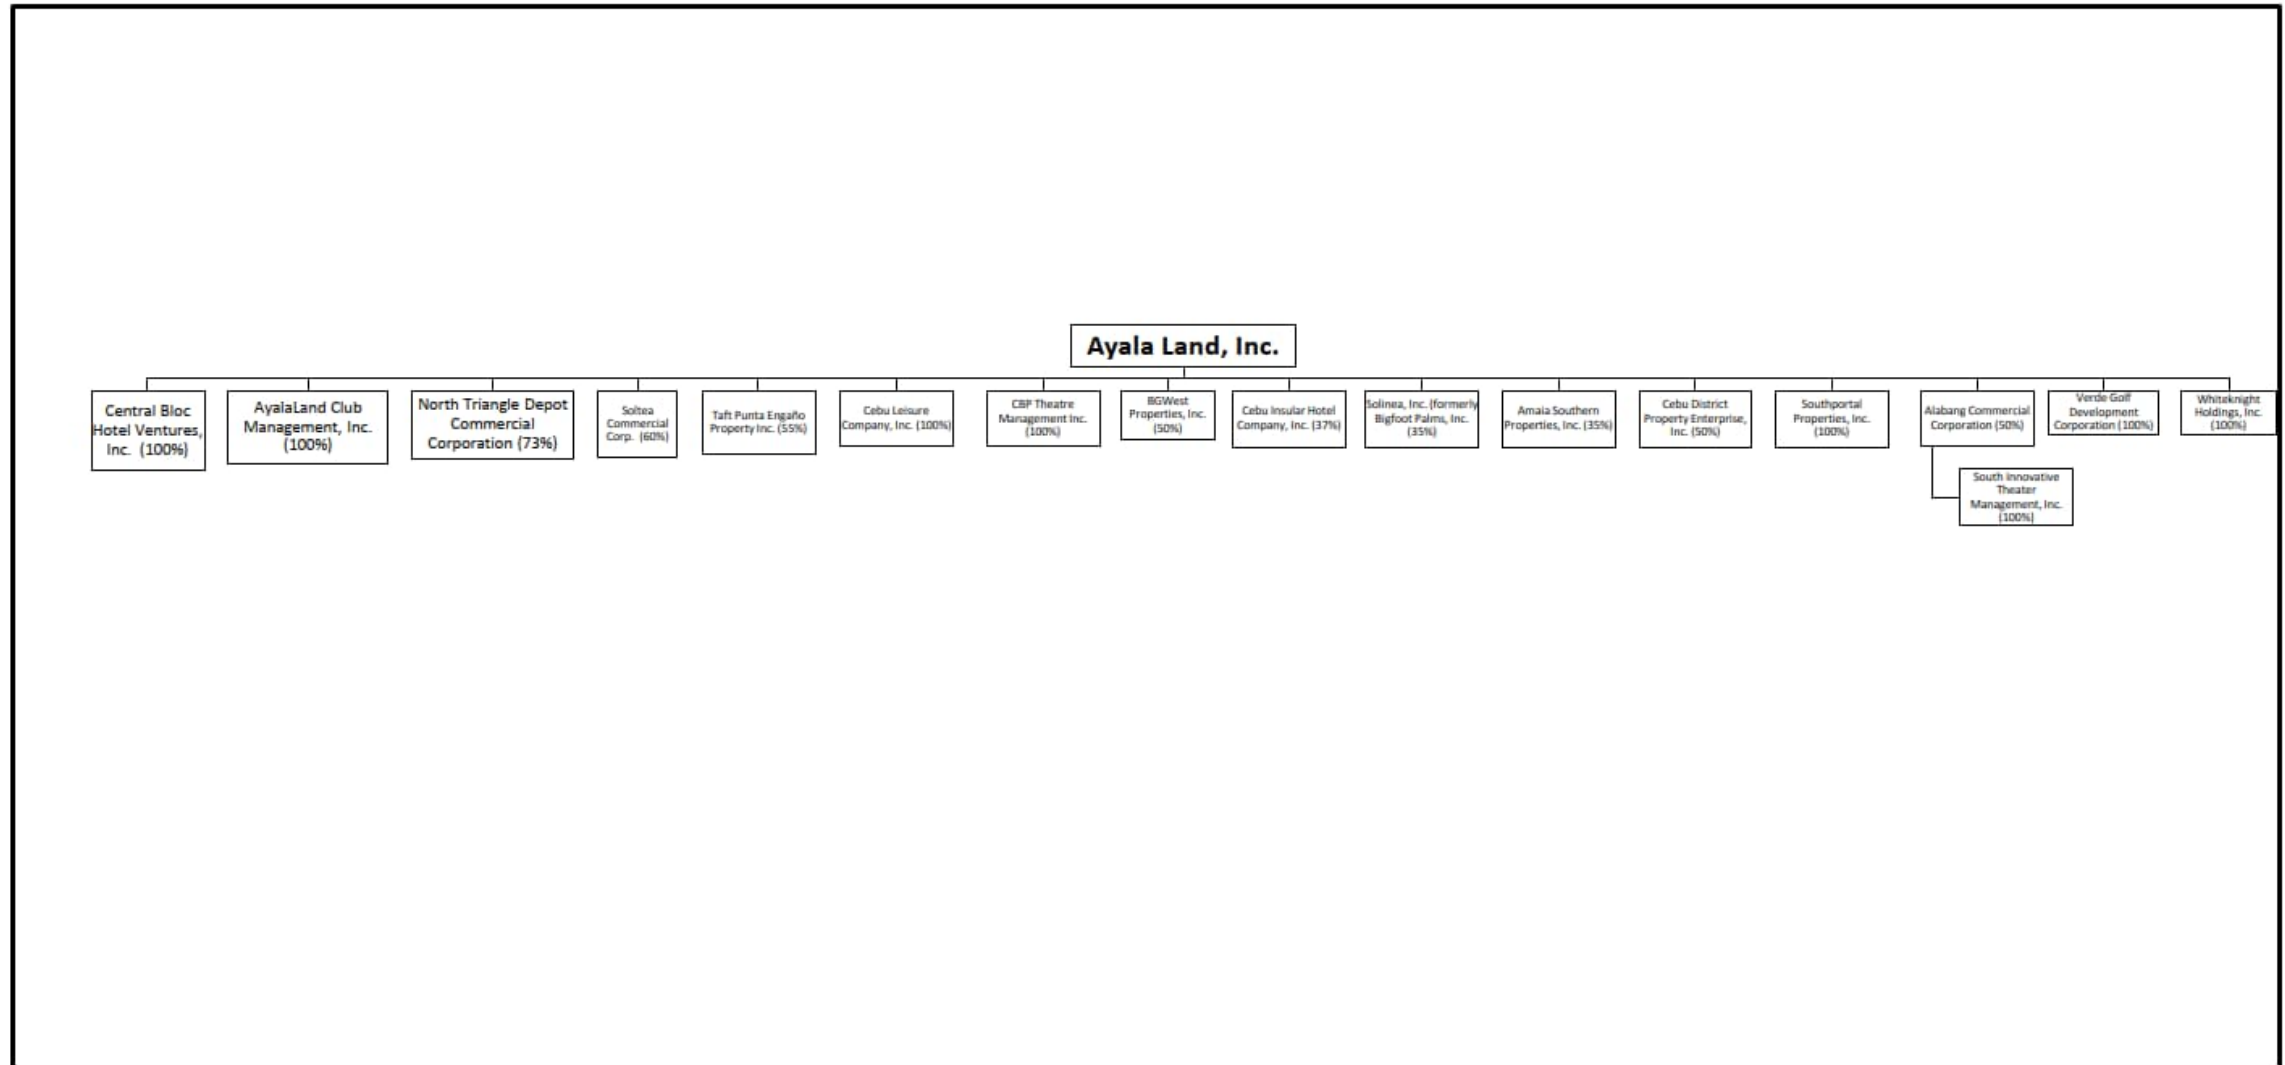 Ayala Land, Inc.
Central Bloc
Hotel Ventures,
Inc. (100%)
AyalaLand Club
Management, Inc.
(100%)
North Triangle Depot
Commercial
Corporation (73%)
Soltea
Commercial
Corp. (60%)
Taft Punta Engaño
Property Inc. (55%)
Cebu Leisure
Company, Inc. (100%)
CBP Theatre
Management Inc.
(100%)
BGWest
Properties, Inc.
(50%)
Cebu Insular Hotel
Company, Inc. (37%)
Solinea, Inc. (formerly
Bigfoot Palms, Inc.
(35%)
Amaia Southern
Properties, Inc. (35%)
Cebu District
Property Enterprise,
Inc. (50%)
Southportal
Properties, Inc.
(100%)
Alabang Commercial
Corporation (50%)
South Innovative
Theater
Management, Inc.
(100%)
Verde Golf
Development
Corporation (100%)
Whiteknight
Holdings, Inc.
(100%)